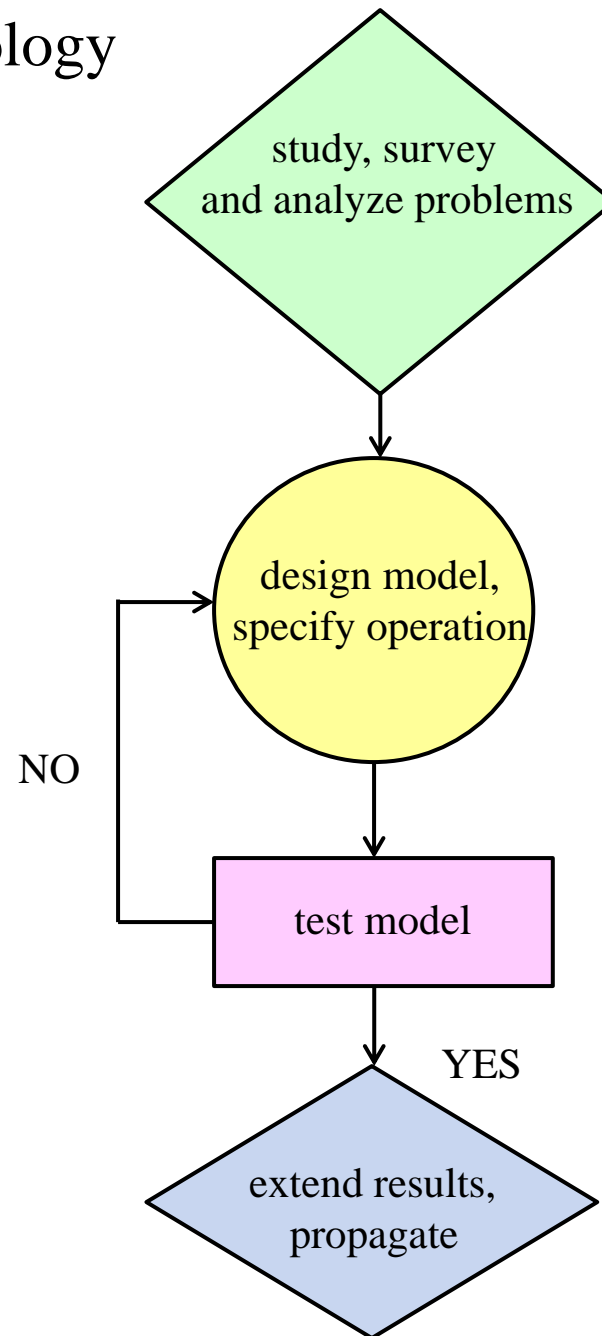 ology
study, survey
and analyze problems
design model,
specify operation
NO
test model
YES
extend results,
propagate